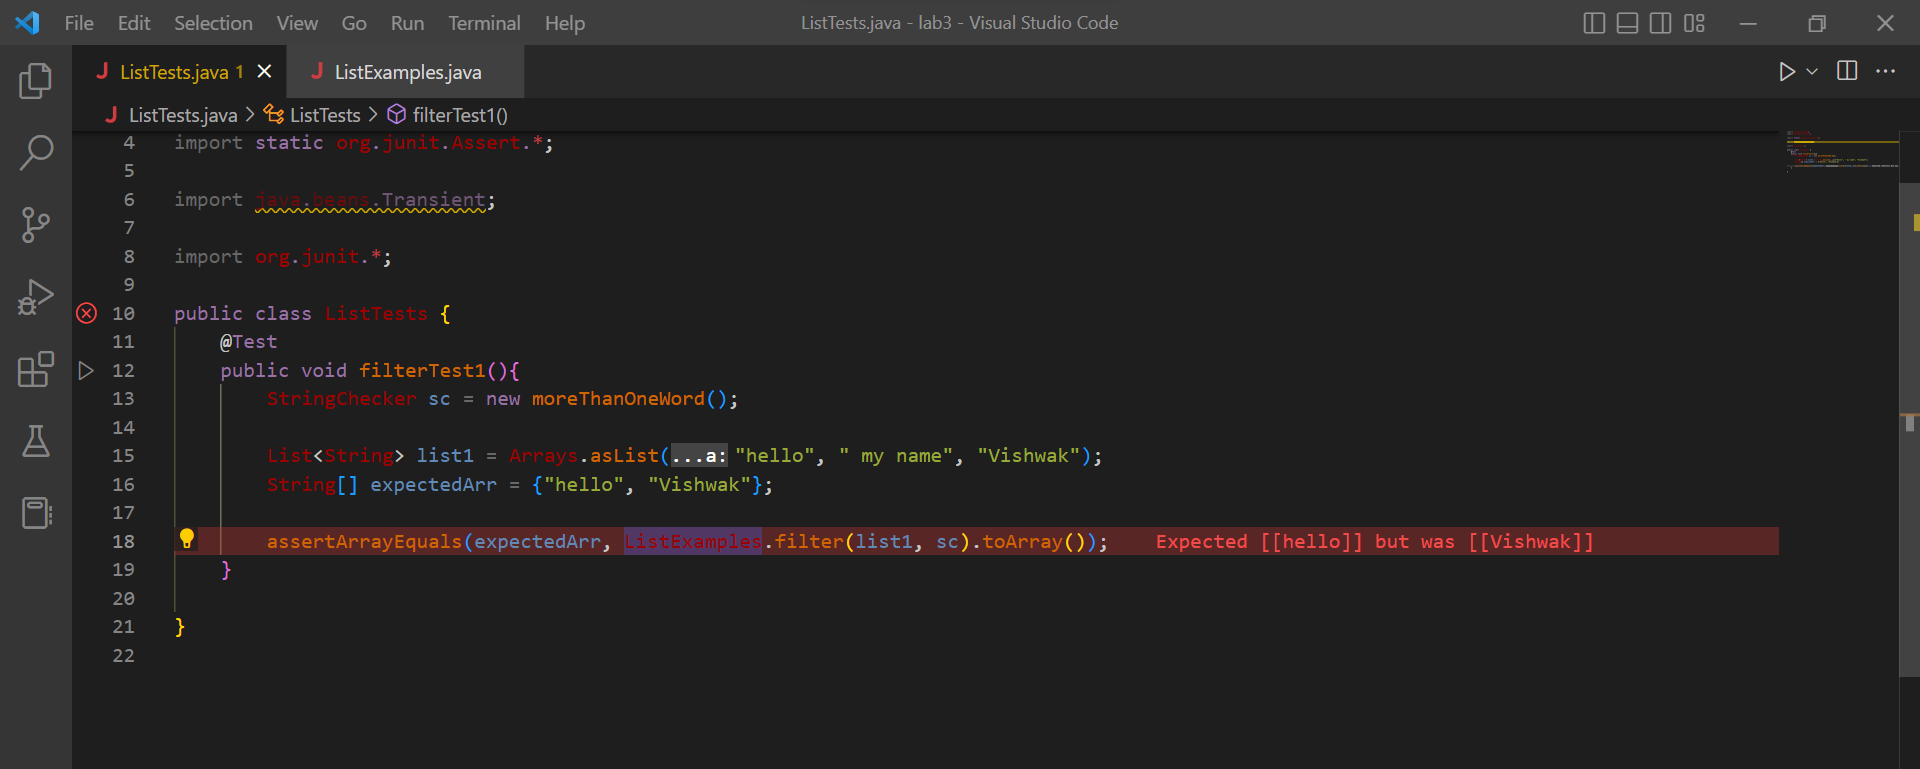 File Edit Selection View Go Run Terminal Help ListTests.java - lab3 - Visual Studio Code
ListTests.java 1 ListExamples.java
ListTests.java > ListTests > filterTest1()
4 import static org.junit.Assert.*;
5
6 import java.beans.Transient;
7
8 import org.junit.*;
9
10 public class ListTests {
11 @Test
12 public void filterTest1(){
13 StringChecker sc = new moreThanOneWord();
14
15 List<String> list1 = Arrays.asList(...a: "hello", " my name", "Vishwak");
16 String[] expectedArr = {"hello", "Vishwak"};
17
18 assertArrayEquals(expectedArr, ListExamples.filter(list1, sc).toArray()); Expected [[hello]] but was [[Vishwak]]
19 }
20
21 }
22